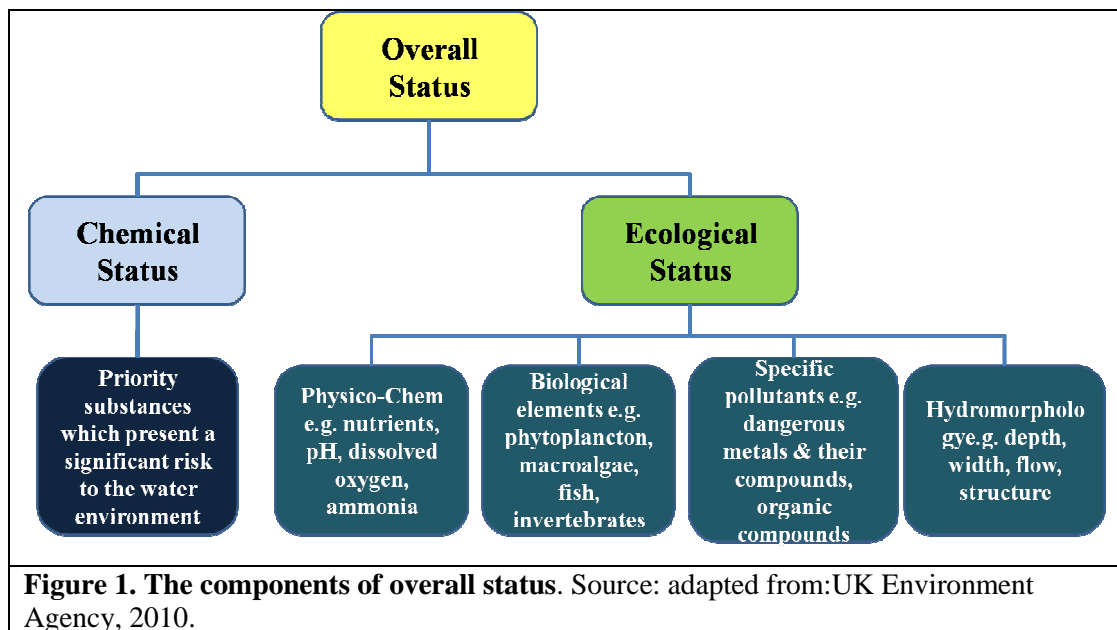 Overall
Status
Chemical
Status
Ecological
Status
Priority
substances
which present a
significant risk
to the water
environment
Physico-Chem
e.g. nutrients,
pH, dissolved
oxygen,
ammonia
Biological
elements e.g.
phytoplancton,
macroalgae,
fish,
invertebrates
Specific
pollutants e.g.
dangerous
metals & their
compounds,
organic
compounds
Hydromorpholo
gye.g. depth,
width, flow,
structure
Figure 1. The components of overall status. Source: adapted from:UK Environment
Agency, 2010.